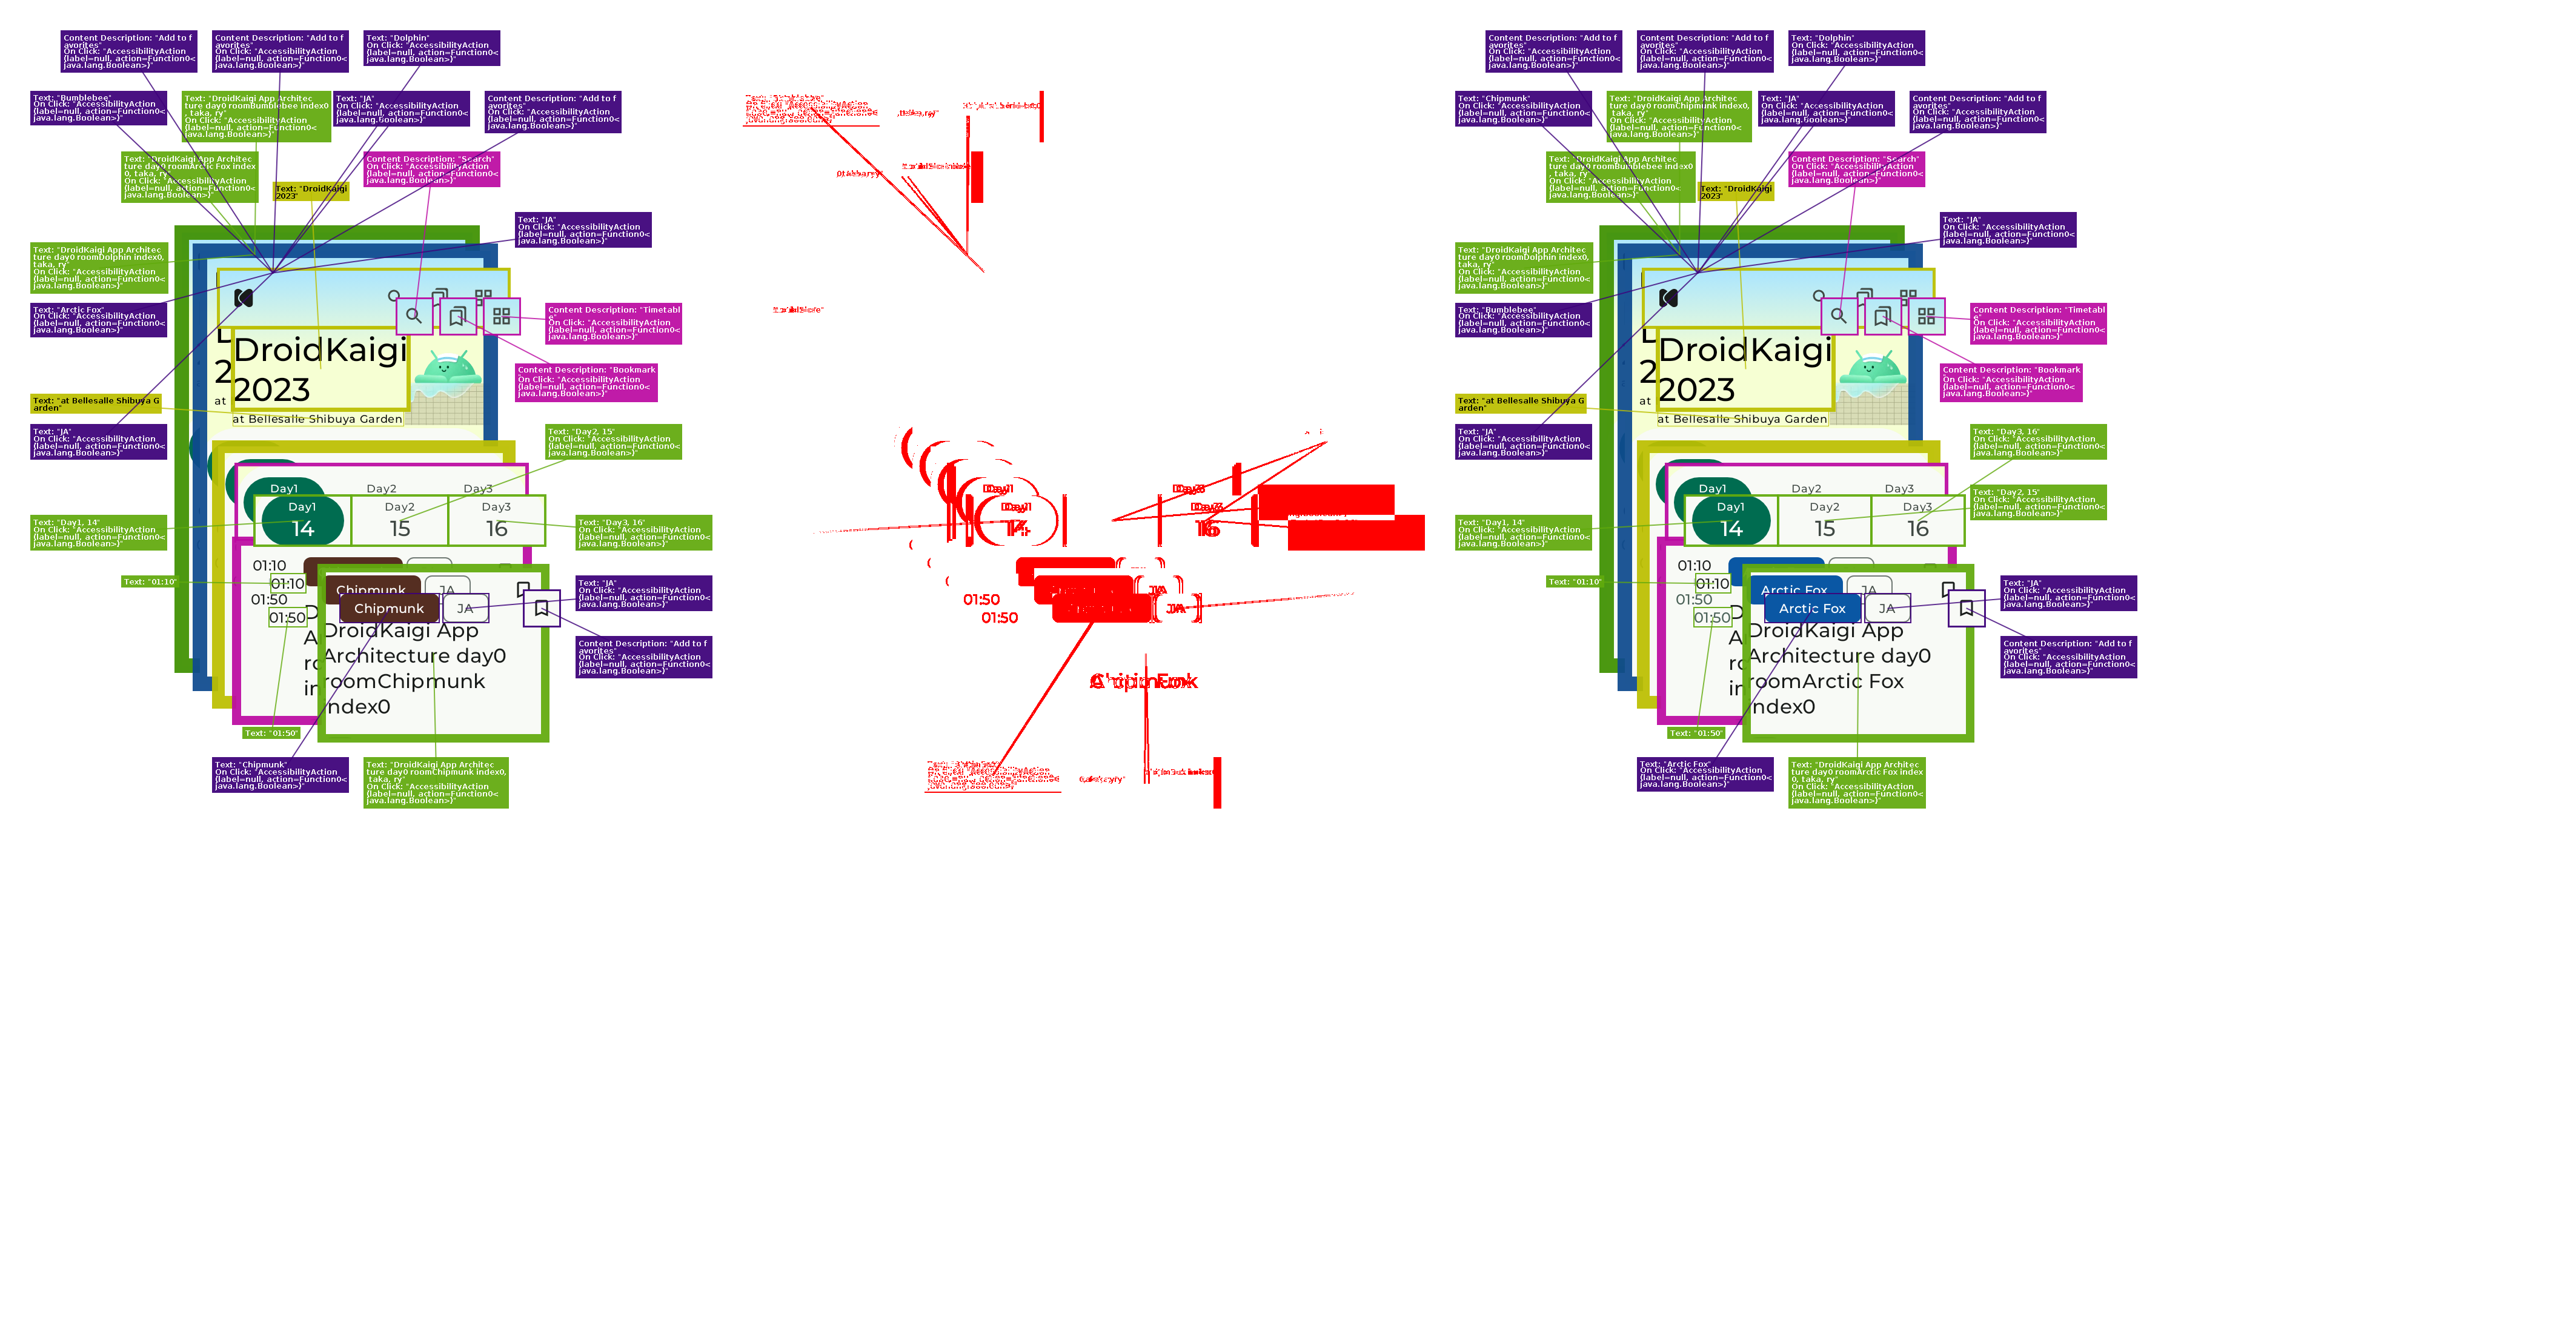 Content Description: "Add to f
avorites"
On Click: "AccessibilityAction
(label=null, action=Function0<
java.lang.Boolean>)"
Content Description: "Add to f
avorites"
On Click: "AccessibilityAction
(label=null, action=Function0<
java.lang.Boolean>)"
Text: "Dolphin"
On Click: "AccessibilityAction
(label=null, action=Function0<
java.lang.Boolean>)"
Text: "Bumblebee"
On Click: "AccessibilityAction
(label=null, action=Function0<
java.lang.Boolean>)"
Text: "DroidKaigi App Architec
ture day0 roomBumblebee index0
, taka, ry"
On Click: "AccessibilityAction
(label=null, action=Function0<
java.lang.Boolean>)"
Text: "JA"
On Click: "AccessibilityAction
(label=null, action=Function0<
java.lang.Boolean>)"
Content Description: "Add to f
avorites"
On Click: "AccessibilityAction
(label=null, action=Function0<
java.lang.Boolean>)"
Text: "DroidKaigi App Architec
ture day0 roomArctic Fox index
0, taka, ry"
On Click: "AccessibilityAction
(label=null, action=Function0<
java.lang.Boolean>)"
Text: "DroidKaigi
2023"
Content Description: "Search"
On Click: "AccessibilityAction
(label=null, action=Function0<
java.lang.Boolean>)"
Text: "JA"
On Click: "AccessibilityAction
(label=null, action=Function0<
java.lang.Boolean>)"
Text: "DroidKaigi App Architec
ture day0 roomDolphin index0,
taka, ry"
On Click: "AccessibilityAction
(label=null, action=Function0<
java.lang.Boolean>)"
Text: "Arctic Fox"
On Click: "AccessibilityAction
(label=null, action=Function0<
java.lang.Boolean>)"
Content Description: "Timetabl
e"
On Click: "AccessibilityAction
(label=null, action=Function0<
java.lang.Boolean>)"
DroidKaigi
2023
at Bellesalle Shibuya Garden
Content Description: "Bookmark
On Click: "AccessibilityAction
(label=null, action=Function0<
java.lang.Boolean>)"
Text: "at Bellesalle Shibuya G
arden"
Text: "JA"
On Click: "AccessibilityAction
(label=null, action=Function0<
java.lang.Boolean>)"
Text: "Day2, 15"
On Click: "AccessibilityAction
(label=null, action=Function0<
java.lang.Boolean>)"
Day1 Day2 Day3
Day1 Day2 Day3
14 15 16
Text: "Day1, 14"
On Click: "AccessibilityAction
(label=null, action=Function0<
java.lang.Boolean>)"
Text: "Day3, 16"
On Click: "AccessibilityAction
(label=null, action=Function0<
java.lang.Boolean>)"
01:10
Text: "01:10"
01:10
Chipmunk JA
01:50
Chipmunk JA
01:50
DroidKaigi App
Architecture day0
roomChipmunk
index0
Text: "JA"
On Click: "AccessibilityAction
(label=null, action=Function0<
java.lang.Boolean>)"
Content Description: "Add to f
avorites"
On Click: "AccessibilityAction
(label=null, action=Function0<
java.lang.Boolean>)"
Text: "01:50"
Text: "Chipmunk"
On Click: "AccessibilityAction
(label=null, action=Function0<
java.lang.Boolean>)"
Text: "DroidKaigi App Architec
ture day0 roomChipmunk index0,
taka, ry"
On Click: "AccessibilityAction
(label=null, action=Function0<
java.lang.Boolean>)"
01:50
01:50
Content Description: "Add to f
avorites"
On Click: "AccessibilityAction
(label=null, action=Function0<
java.lang.Boolean>)"
Content Description: "Add to f
avorites"
On Click: "AccessibilityAction
(label=null, action=Function0<
java.lang.Boolean>)"
Text: "Dolphin"
On Click: "AccessibilityAction
(label=null, action=Function0<
java.lang.Boolean>)"
Text: "Chipmunk"
On Click: "AccessibilityAction
(label=null, action=Function0<
java.lang.Boolean>)"
Text: "DroidKaigi App Architec
ture day0 roomChipmunk index0,
taka, ry"
On Click: "AccessibilityAction
(label=null, action=Function0<
java.lang.Boolean>)"
Text: "JA"
On Click: "AccessibilityAction
(label=null, action=Function0<
java.lang.Boolean>)"
Content Description: "Add to f
avorites"
On Click: "AccessibilityAction
(label=null, action=Function0<
java.lang.Boolean>)"
Text: "DroidKaigi App Architec
ture day0 roomBumblebee index0
, taka, ry"
On Click: "AccessibilityAction
(label=null, action=Function0<
java.lang.Boolean>)"
Text: "DroidKaigi
2023"
Content Description: "Search"
On Click: "AccessibilityAction
(label=null, action=Function0<
java.lang.Boolean>)"
Text: "JA"
On Click: "AccessibilityAction
(label=null, action=Function0<
java.lang.Boolean>)"
Text: "DroidKaigi App Architec
ture day0 roomDolphin index0,
taka, ry"
On Click: "AccessibilityAction
(label=null, action=Function0<
java.lang.Boolean>)"
Text: "Bumblebee"
On Click: "AccessibilityAction
(label=null, action=Function0<
java.lang.Boolean>)"
Content Description: "Timetabl
e"
On Click: "AccessibilityAction
(label=null, action=Function0<
java.lang.Boolean>)"
DroidKaigi
2023
at Bellesalle Shibuya Garden
Content Description: "Bookmark
On Click: "AccessibilityAction
(label=null, action=Function0<
java.lang.Boolean>)"
Text: "at Bellesalle Shibuya G
arden"
Text: "JA"
On Click: "AccessibilityAction
(label=null, action=Function0<
java.lang.Boolean>)"
Text: "Day3, 16"
On Click: "AccessibilityAction
(label=null, action=Function0<
java.lang.Boolean>)"
Day1 Day2 Day3
Day1 Day2 Day3
14 15 16
Text: "Day2, 15"
On Click: "AccessibilityAction
(label=null, action=Function0<
java.lang.Boolean>)"
Text: "Day1, 14"
On Click: "AccessibilityAction
(label=null, action=Function0<
java.lang.Boolean>)"
01:10
Text: "01:10"
01:10
Arctic Fox JA
01:50
Arctic Fox JA
01:50
DroidKaigi App
Architecture day0
roomArctic Fox
index0
Text: "JA"
On Click: "AccessibilityAction
(label=null, action=Function0<
java.lang.Boolean>)"
Content Description: "Add to f
avorites"
On Click: "AccessibilityAction
(label=null, action=Function0<
java.lang.Boolean>)"
Text: "01:50"
Text: "Arctic Fox"
On Click: "AccessibilityAction
(label=null, action=Function0<
java.lang.Boolean>)"
Text: "DroidKaigi App Architec
ture day0 roomArctic Fox index
0, taka, ry"
On Click: "AccessibilityAction
(label=null, action=Function0<
java.lang.Boolean>)"